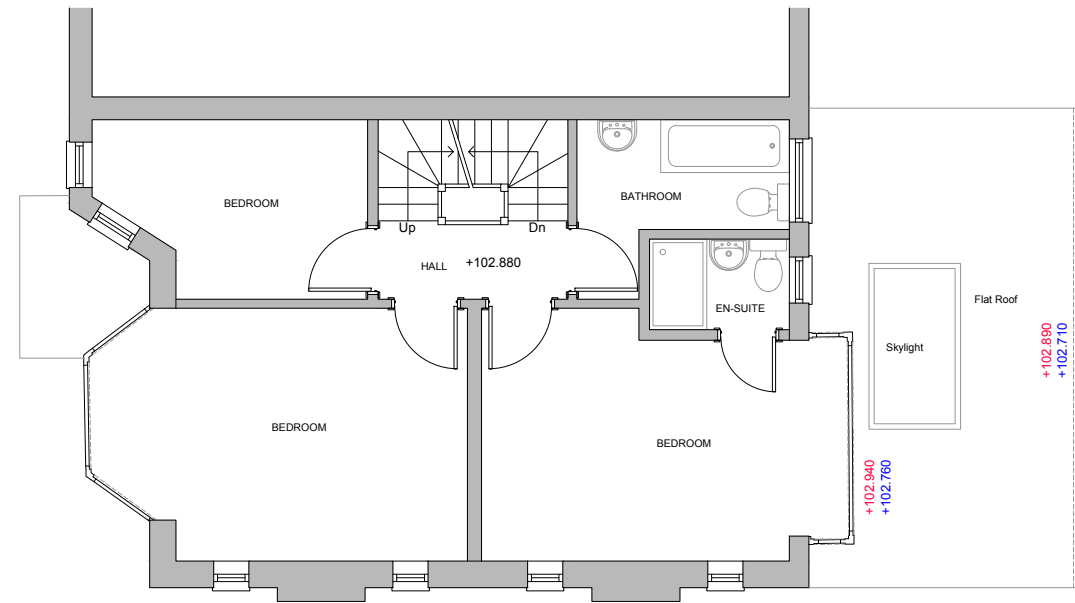 BEDROOM
BATHROOM
Up
Dn
HALL
+102.880
EN-SUITE
Flat Roof
Skylight
+102.890
+102.710
BEDROOM
BEDROOM
+102.940
+102.760